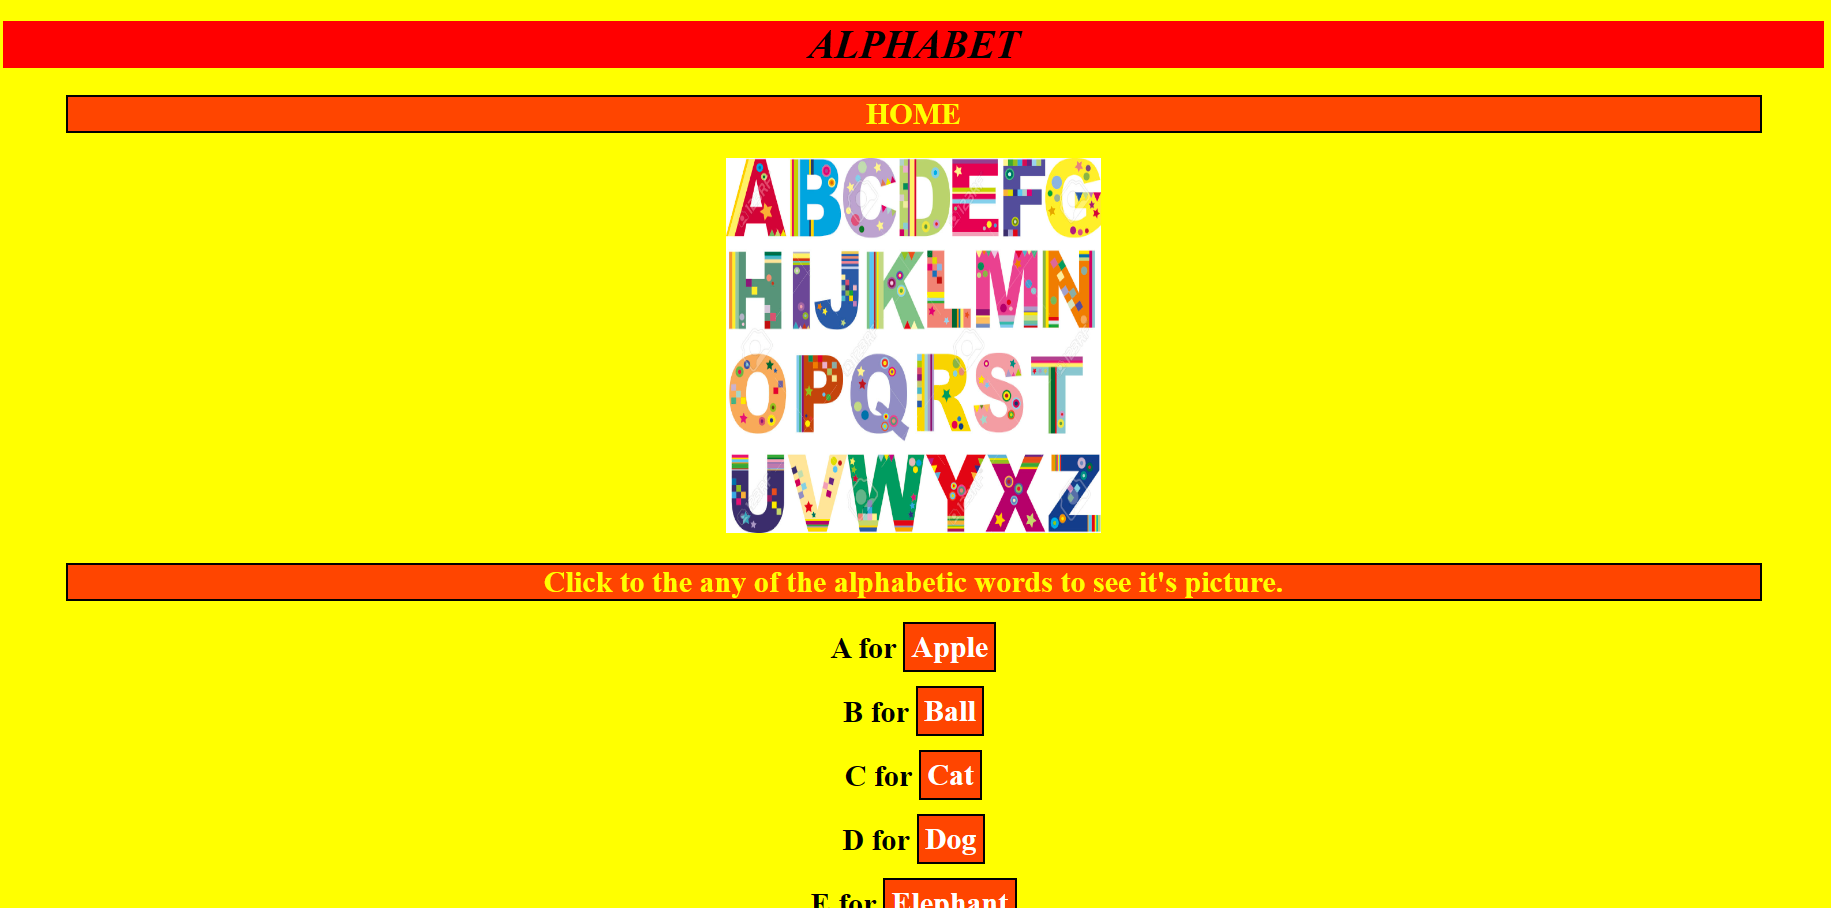 ALPHABET
HOME
ABCDEFG
HIJKLMN
OPQRST
UVWYXZ
Click to the any of the alphabetic words to see it's picture.
A for Apple
B for Ball
C for Cat
D for Dog
E for Elephant